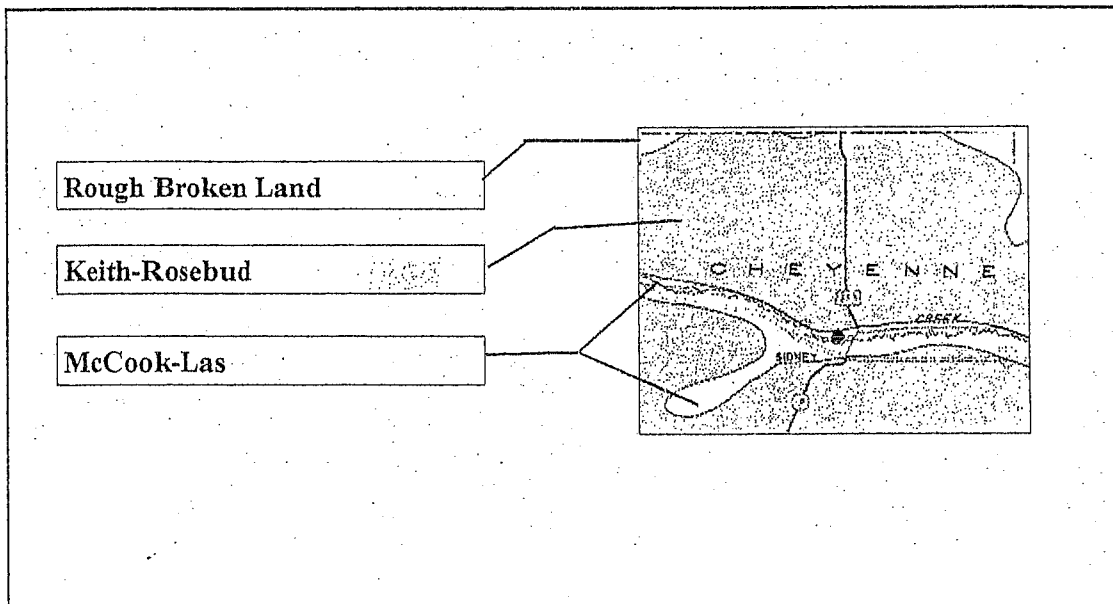 Rough Broken Land
Keith-Rosebud
McCook-Las
CHEYENNE
CREEK
SIDNEY